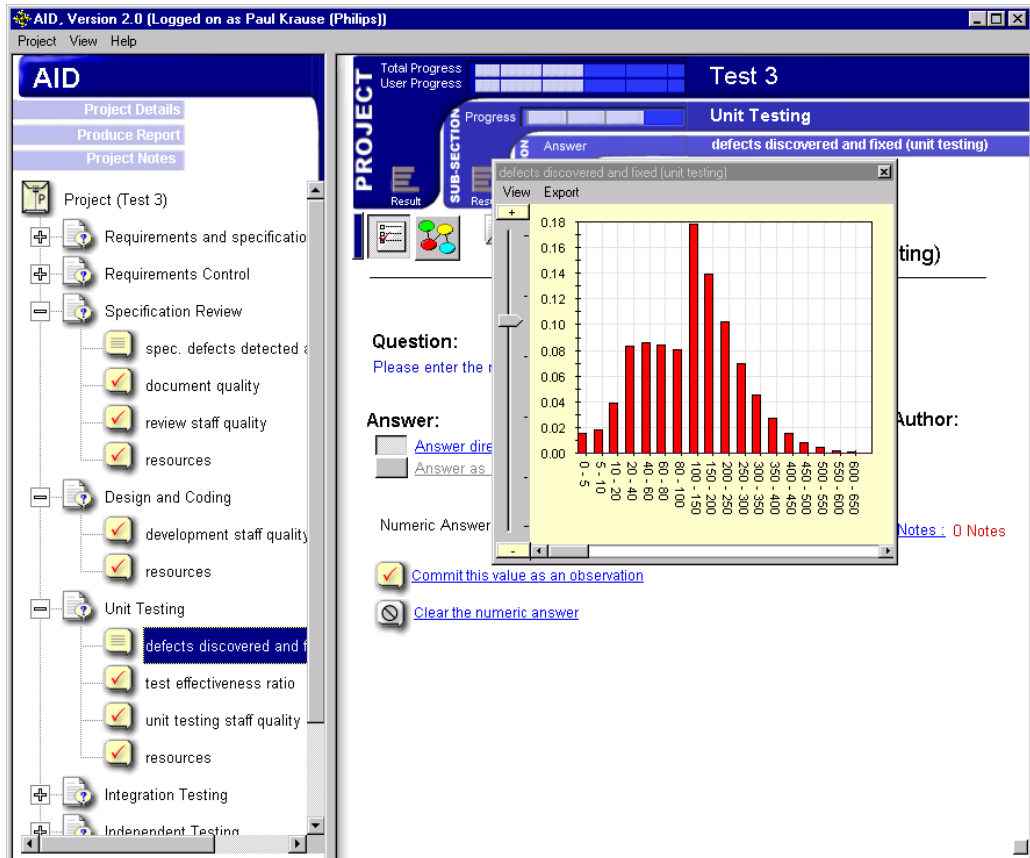 AID, Version 2.0 (Logged on as Paul Krause (Philips))
Project View Help
AID
Project Details
Produce Report
Project Notes
Project (Test 3)
Requirements and specificatio
Requirements Control
Specification Review
spec. defects detected
document quality
review staff quality
resources
Design and Coding
development staff quality
resources
Unit Testing
defects discovered and f
test effectiveness ratio
unit testing staff quality
resources
Integration Testing
Independent Testing
PROJECT
Total Progress
User Progress
Test 3
Result
SUB-SECTION
Progress
Unit Testing
Answer
defects discovered and fixed (unit testing)
defects discovered and fixed (unit testing)
View Export
+
-
0.18
0.16
0.14
0.12
0.10
0.08
0.06
0.04
0.02
0.00
0 - 5
5 - 10
10 - 20
20 - 40
40 - 60
60 - 80
80 - 100
100 - 150
150 - 200
200 - 250
250 - 300
300 - 350
350 - 400
400 - 450
450 - 500
500 - 550
550 - 600
600 - 650
ting)
Question:
Please enter the
Answer:
Author:
Answer dire
Answer as
Numeric Answer
Notes : 0 Notes
Commit this value as an observation
Clear the numeric answer